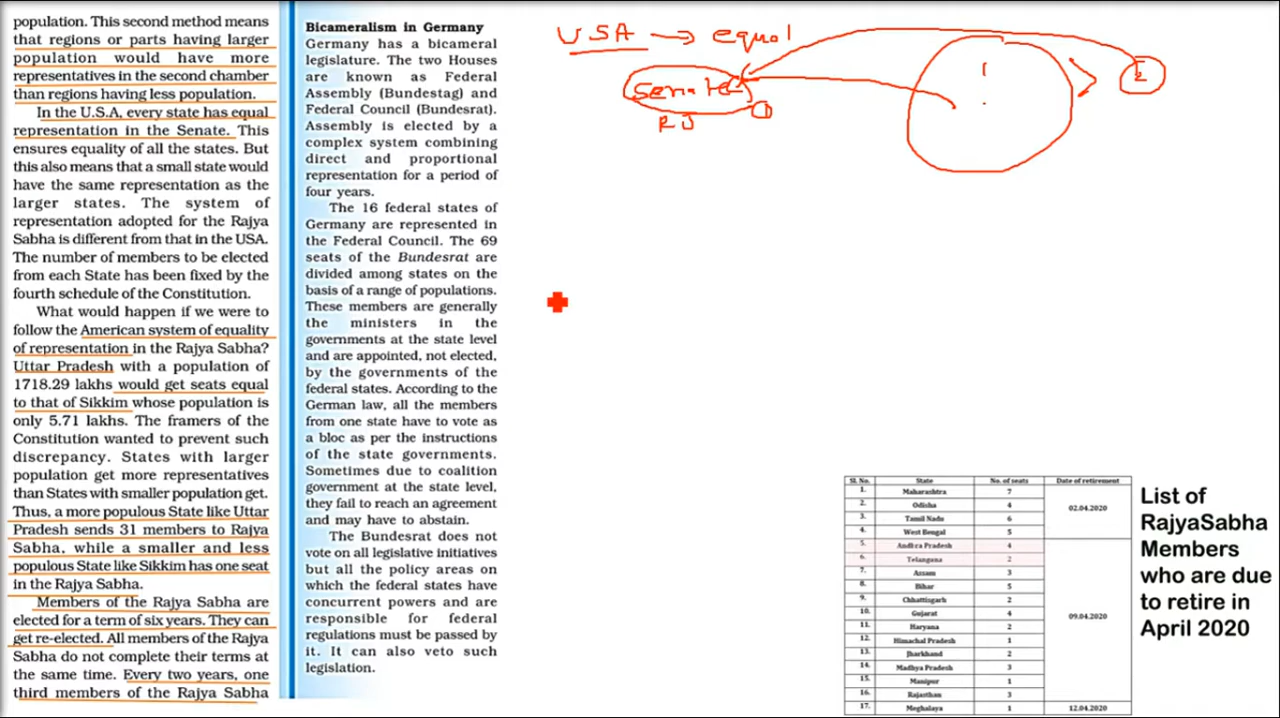 population. This second method means
that regions or parts having larger
population would have more
representatives in the second chamber
than regions having less population.
In the U.S.A, every state has equal
representation in the Senate. This
ensures equality of all the states. But
this also means that a small state would
have the same representation as the
larger states. The system of
representation adopted for the Rajya
Sabha is different from that in the USA.
The number of members to be elected
from each State has been fixed by the
fourth schedule of the Constitution.
What would happen if we were to
follow the American system of equality
of representation in the Rajya Sabha?
Uttar Pradesh with a population of
1718.29 lakhs would get seats equal
to that of Sikkim whose population is
only 5.71 lakhs. The framers of the
Constitution wanted to prevent such
discrepancy. States with larger
population get more representatives
than States with smaller population get.
Thus, a more populous State like Uttar
Pradesh sends 31 members to Rajya
Sabha, while a smaller and less
populous State like Sikkim has one seat
in the Rajya Sabha.
Members of the Rajya Sabha are
elected for a term of six years. They can
get re-elected. All members of the Rajya
Sabha do not complete their terms at
the same time. Every two years, one
third members of the Rajya Sabha
Bicameralism in Germany
Germany has a bicameral
legislature. The two Houses
are known as Federal
Assembly (Bundestag) and
Federal Council (Bundesrat).
Assembly is elected by a
complex system combining
direct and proportional
representation for a period of
four years.
The 16 federal states of
Germany are represented in
the Federal Council. The 69
seats of the Bundesrat are
divided among states on the
basis of a range of populations.
These members are generally
the ministers in the
governments at the state level
and are appointed, not elected,
by the governments of the
federal states. According to the
German law, all the members
from one state have to vote as
a bloc as per the instructions
of the state governments.
Sometimes due to coalition
government at the state level,
they fail to reach an agreement
and may have to abstain.
The Bundesrat does not
vote on all legislative initiatives
but all the policy areas on
which the federal states have
concurrent powers and are
responsible for federal
regulations must be passed by
it. It can also veto such
legislation.
USA → equal
Senate
RJ
Sl. No. State No. of seats Date of retirement
1. Maharashtra 7
2. Odisha 4 02.04.2020
3. Tamil Nadu 6
4. West Bengal 5
5. Andhra Pradesh 4
6. Telangana 2
7. Assam 3
8. Bihar 5
9. Chhattisgarh 2
10. Gujarat 4 09.04.2020
11. Haryana 2
12. Himachal Pradesh 1
13. Jharkhand 2
14. Madhya Pradesh 3
15. Manipur 1
16. Rajasthan 3
17. Meghalaya 1 12.04.2020
List of
RajyaSabha
Members
who are due
to retire in
April 2020